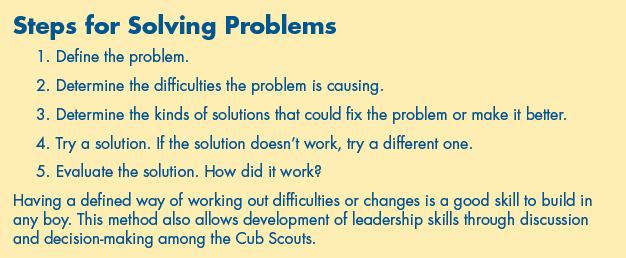 Steps for Solving Problems
1. Define the problem.
2. Determine the difficulties the problem is causing.
3. Determine the kinds of solutions that could fix the problem or make it better.
4. Try a solution. If the solution doesn’t work, try a different one.
5. Evaluate the solution. How did it work?
Having a defined way of working out difficulties or changes is a good skill to build in
any boy. This method also allows development of leadership skills through discussion
and decision-making among the Cub Scouts.